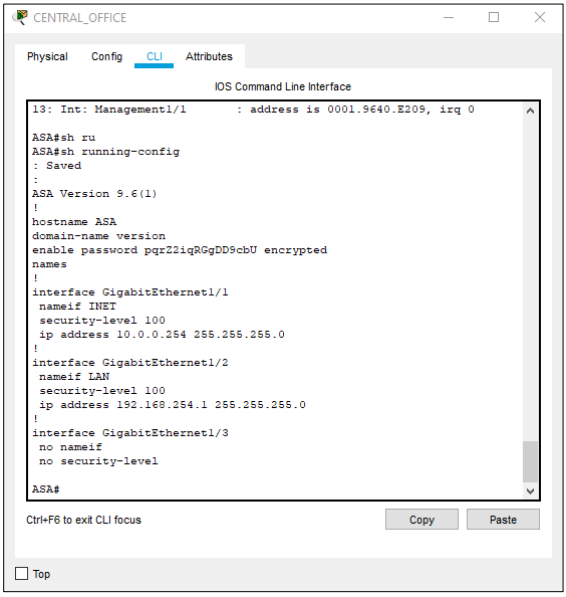 CENTRAL_OFFICE
Physical Config CLI Attributes
IOS Command Line Interface
13: Int: Management1/1 : address is 0001.9640.E209, irq 0
ASA#sh ru
ASA#sh running-config
: Saved
:
ASA Version 9.6(1)
!
hostname ASA
domain-name version
enable password pqrZ2iqRGgDD9cbU encrypted
names
!
interface GigabitEthernet1/1
nameif INET
security-level 100
ip address 10.0.0.254 255.255.255.0
!
interface GigabitEthernet1/2
nameif LAN
security-level 100
ip address 192.168.254.1 255.255.255.0
!
interface GigabitEthernet1/3
no nameif
no security-level
ASA#
Ctrl+F6 to exit CLI focus Copy Paste
Top